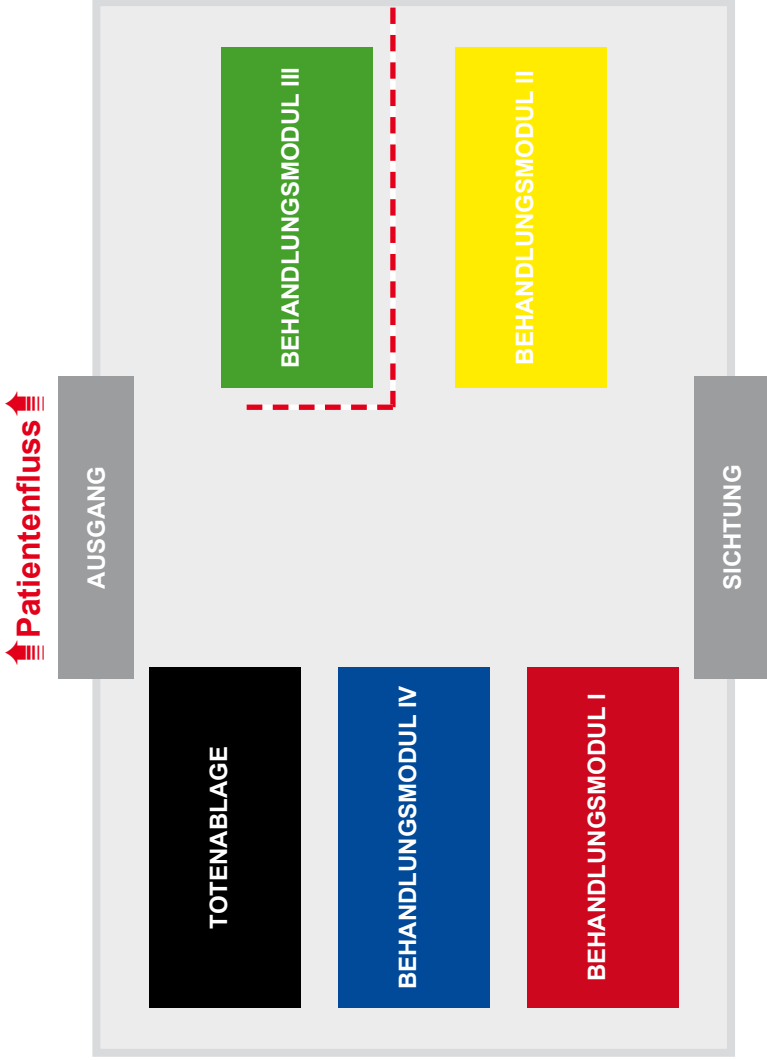 Patientenfluss
AUSGANG
TOTENABLAGE
BEHANDLUNGSMODUL III
BEHANDLUNGSMODUL IV
BEHANDLUNGSMODUL II
BEHANDLUNGSMODUL I
SICHTUNG